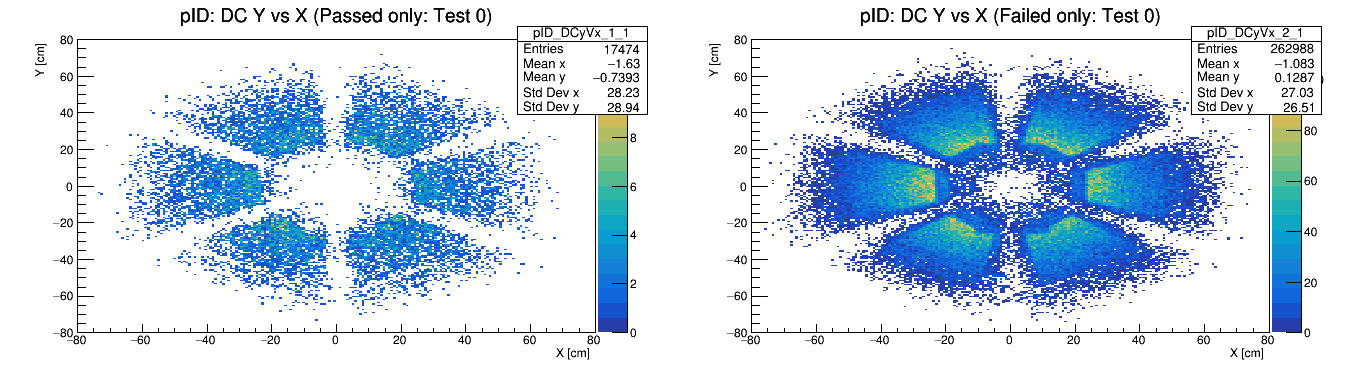 pID: DC Y vs X (Passed only: Test 0)
pID_DCyVx_1_1
Entries 17474
Mean x −1.63
Mean y −0.7393
Std Dev x 28.23
Std Dev y 28.94
Y [cm]
80
60
40
20
0
−20
−40
−60
−80
−80 −60 −40 −20 0 20 40 60 80
X [cm]
8
6
4
2
0
pID: DC Y vs X (Failed only: Test 0)
pID_DCyVx_2_1
Entries 262988
Mean x −1.083
Mean y 0.1287
Std Dev x 27.03
Std Dev y 26.51
Y [cm]
80
60
40
20
0
−20
−40
−60
−80
−80 −60 −40 −20 0 20 40 60 80
X [cm]
80
60
40
20
0